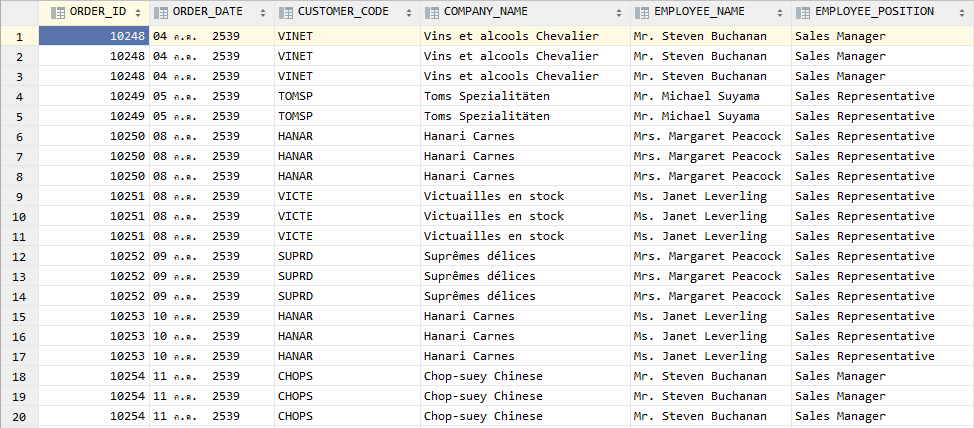 ORDER_ID ORDER_DATE CUSTOMER_CODE COMPANY_NAME EMPLOYEE_NAME EMPLOYEE_POSITION
1 10248 04 ก.ค. 2539 VINET Vins et alcools Chevalier Mr. Steven Buchanan Sales Manager
2 10248 04 ก.ค. 2539 VINET Vins et alcools Chevalier Mr. Steven Buchanan Sales Manager
3 10248 04 ก.ค. 2539 VINET Vins et alcools Chevalier Mr. Steven Buchanan Sales Manager
4 10249 05 ก.ค. 2539 TOMSP Toms Spezialitäten Mr. Michael Suyama Sales Representative
5 10249 05 ก.ค. 2539 TOMSP Toms Spezialitäten Mr. Michael Suyama Sales Representative
6 10250 08 ก.ค. 2539 HANAR Hanari Carnes Mrs. Margaret Peacock Sales Representative
7 10250 08 ก.ค. 2539 HANAR Hanari Carnes Mrs. Margaret Peacock Sales Representative
8 10250 08 ก.ค. 2539 HANAR Hanari Carnes Mrs. Margaret Peacock Sales Representative
9 10251 08 ก.ค. 2539 VICTE Victuailles en stock Ms. Janet Leverling Sales Representative
10 10251 08 ก.ค. 2539 VICTE Victuailles en stock Ms. Janet Leverling Sales Representative
11 10251 08 ก.ค. 2539 VICTE Victuailles en stock Ms. Janet Leverling Sales Representative
12 10252 09 ก.ค. 2539 SUPRD Suprêmes délices Mrs. Margaret Peacock Sales Representative
13 10252 09 ก.ค. 2539 SUPRD Suprêmes délices Mrs. Margaret Peacock Sales Representative
14 10252 09 ก.ค. 2539 SUPRD Suprêmes délices Mrs. Margaret Peacock Sales Representative
15 10253 10 ก.ค. 2539 HANAR Hanari Carnes Ms. Janet Leverling Sales Representative
16 10253 10 ก.ค. 2539 HANAR Hanari Carnes Ms. Janet Leverling Sales Representative
17 10253 10 ก.ค. 2539 HANAR Hanari Carnes Ms. Janet Leverling Sales Representative
18 10254 11 ก.ค. 2539 CHOPS Chop-suey Chinese Mr. Steven Buchanan Sales Manager
19 10254 11 ก.ค. 2539 CHOPS Chop-suey Chinese Mr. Steven Buchanan Sales Manager
20 10254 11 ก.ค. 2539 CHOPS Chop-suey Chinese Mr. Steven Buchanan Sales Manager